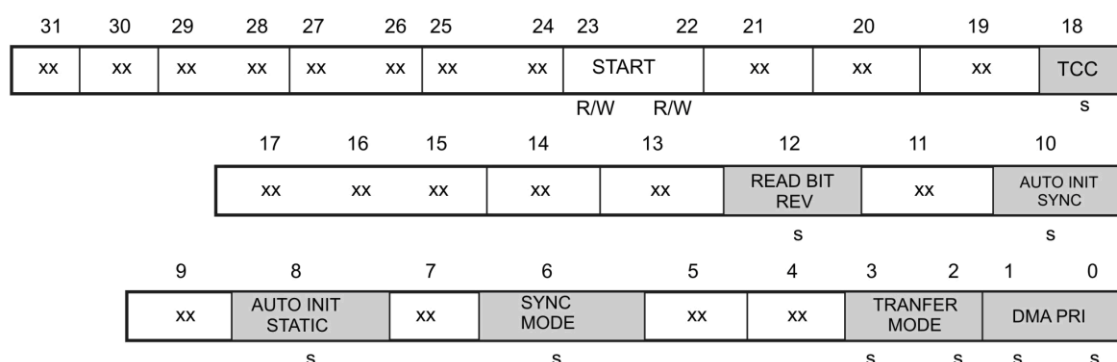 31 30 29 28 27 26 25 24 23 22 21 20 19 18
xx xx xx xx xx xx xx xx START xx xx xx TCC
R/W R/W s
17 16 15 14 13 12 11 10
xx xx xx xx xx READ BIT REV xx AUTO INIT SYNC
s s
9 8 7 6 5 4 3 2 1 0
xx AUTO INIT STATIC xx SYNC MODE xx xx TRANFER MODE DMA PRI
s s s s s s